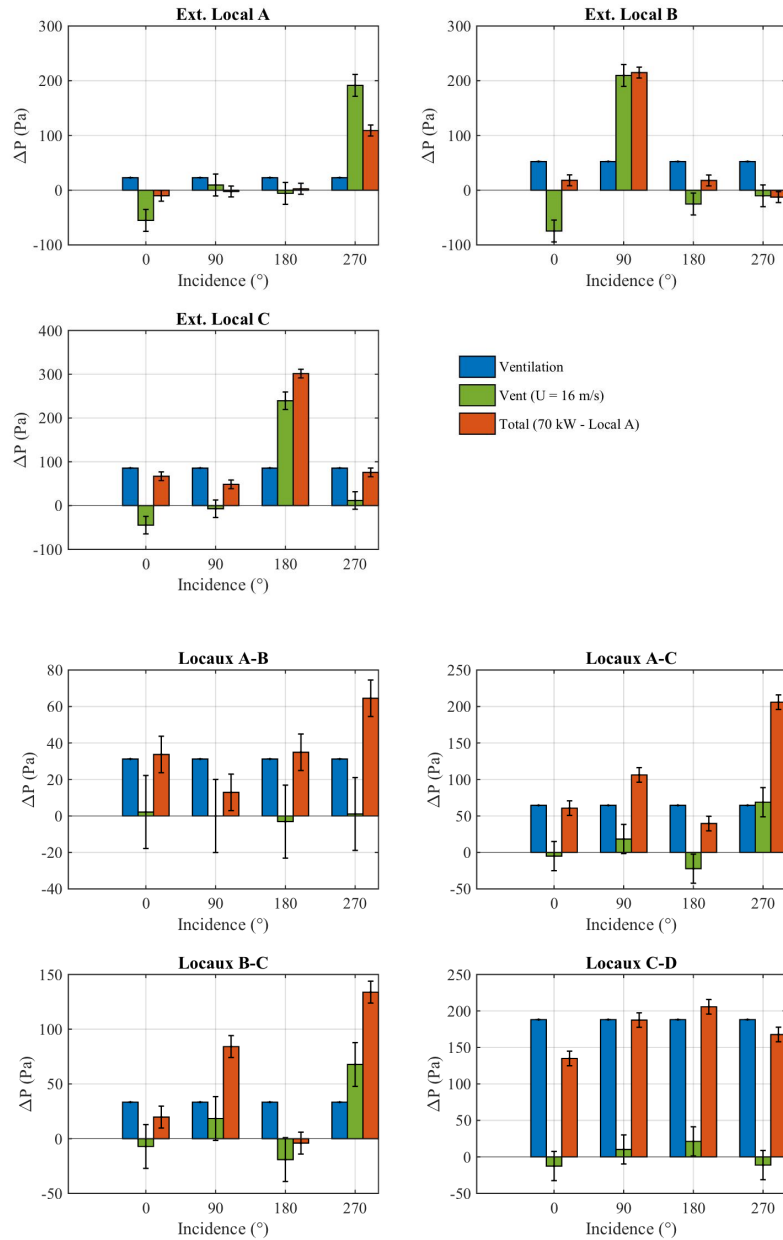 Ext. Local A
300
200
100
0
-100
ΔP (Pa)
0 90 180 270
Incidence (°)
Ext. Local B
300
200
100
0
-100
ΔP (Pa)
0 90 180 270
Incidence (°)
Ext. Local C
400
300
200
100
0
-100
ΔP (Pa)
0 90 180 270
Incidence (°)
Ventilation
Vent (U = 16 m/s)
Total (70 kW - Local A)
Locaux A-B
80
60
40
20
0
-20
-40
ΔP (Pa)
0 90 180 270
Incidence (°)
Locaux A-C
250
200
150
100
50
0
-50
ΔP (Pa)
0 90 180 270
Incidence (°)
Locaux B-C
150
100
50
0
-50
ΔP (Pa)
0 90 180 270
Incidence (°)
Locaux C-D
250
200
150
100
50
0
-50
ΔP (Pa)
0 90 180 270
Incidence (°)